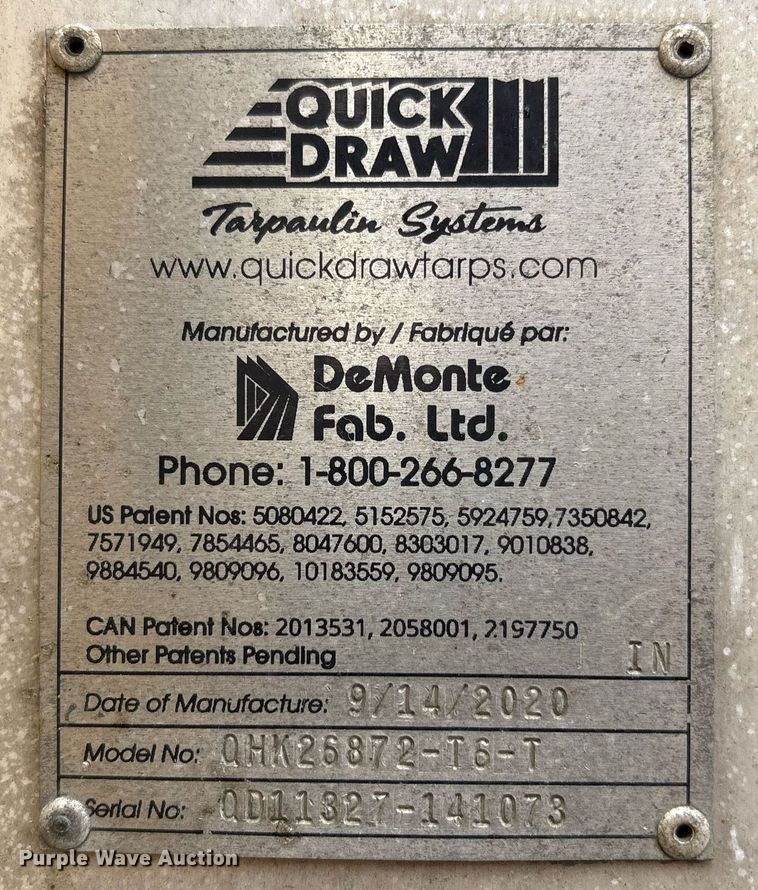 QUICK
DRAW
Tarpaulin Systems
www.quickdrawtarps.com
Manufactured by / Fabriqué par:
DeMonte
Fab. Ltd.
Phone: 1-800-266-8277
US Patent Nos: 5080422, 5152575, 5924759,7350842,
7571949, 7854465, 8047600, 8303017, 9010838,
9884540, 9809096, 10183559, 9809095.
CAN Patent Nos: 2013531, 2058001, 2197750
Other Patents Pending
IN
Date of Manufacture: 9/14/2020
Model No: QHK26872-T6-T
Serial No: QD11327-141073
Purple Wave Auction